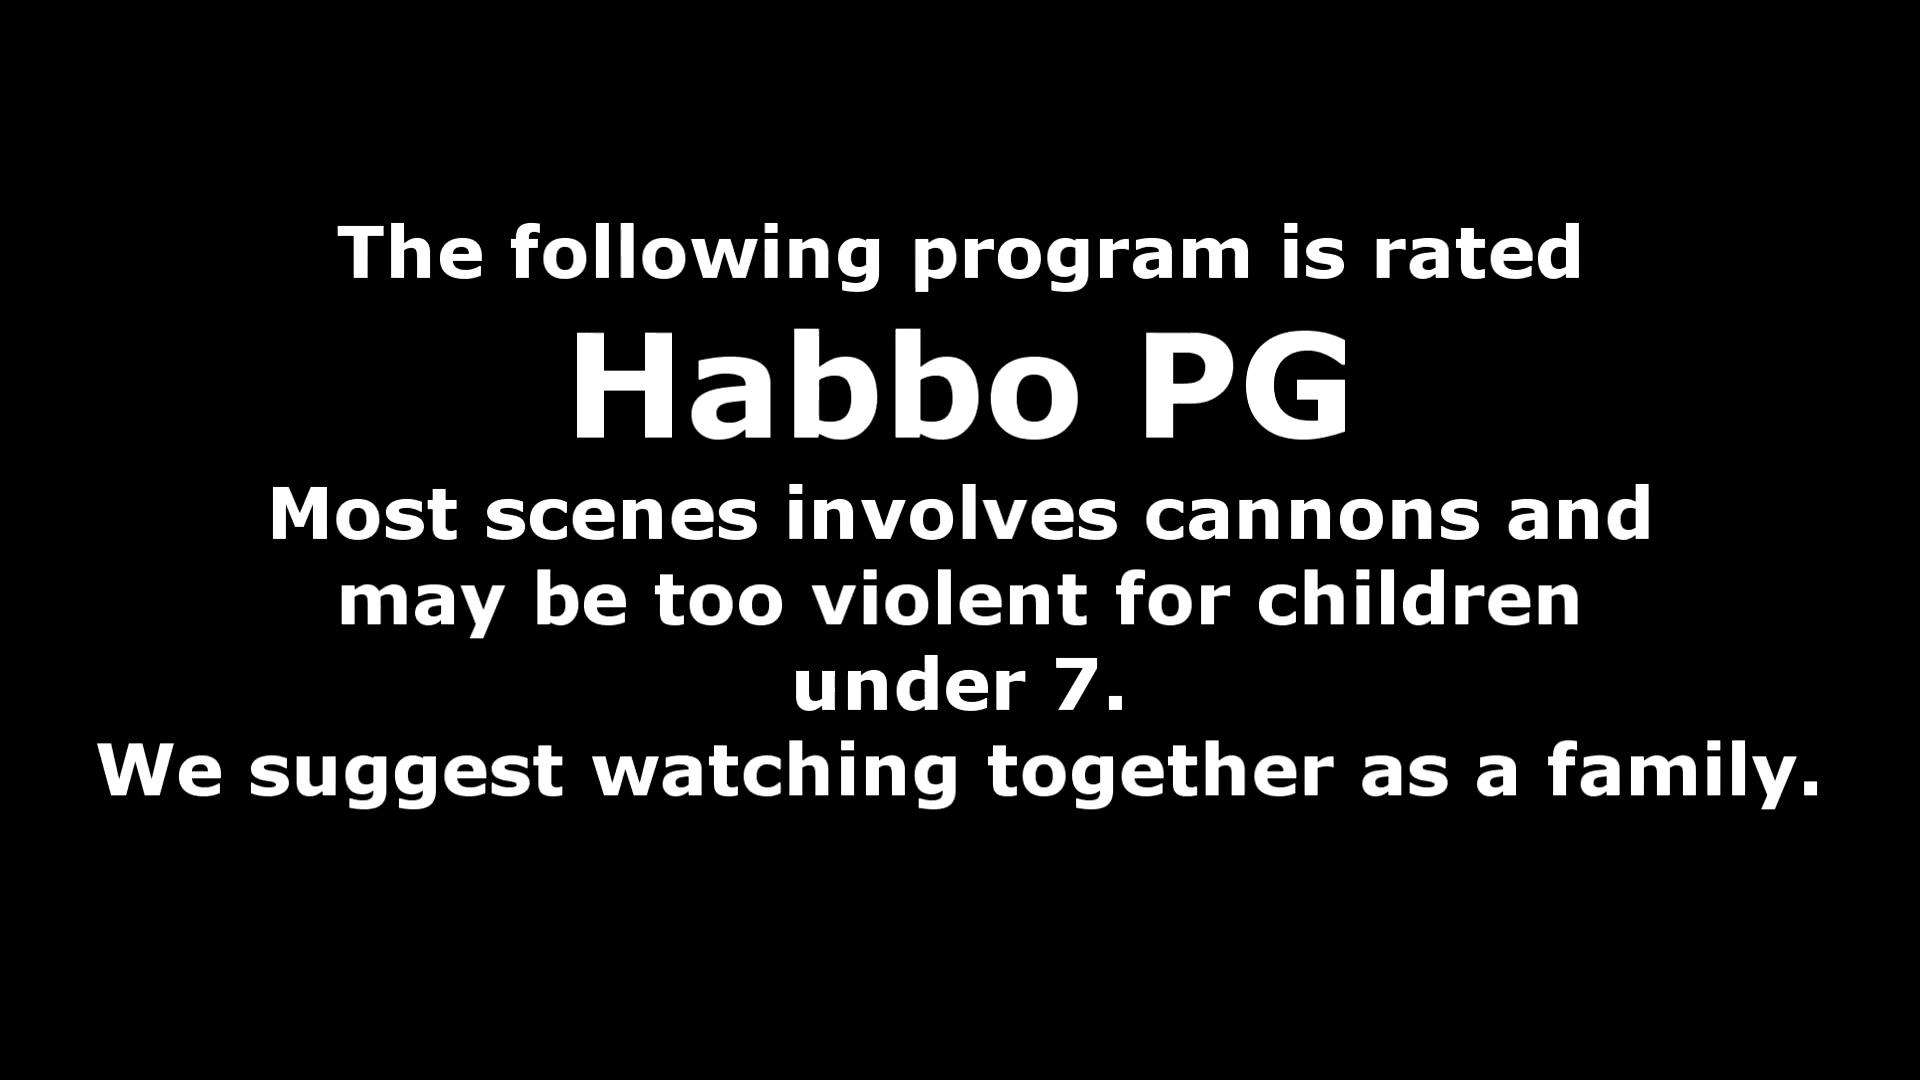 The following program is rated
Habbo PG
Most scenes involves cannons and
may be too violent for children
under 7.
We suggest watching together as a family.